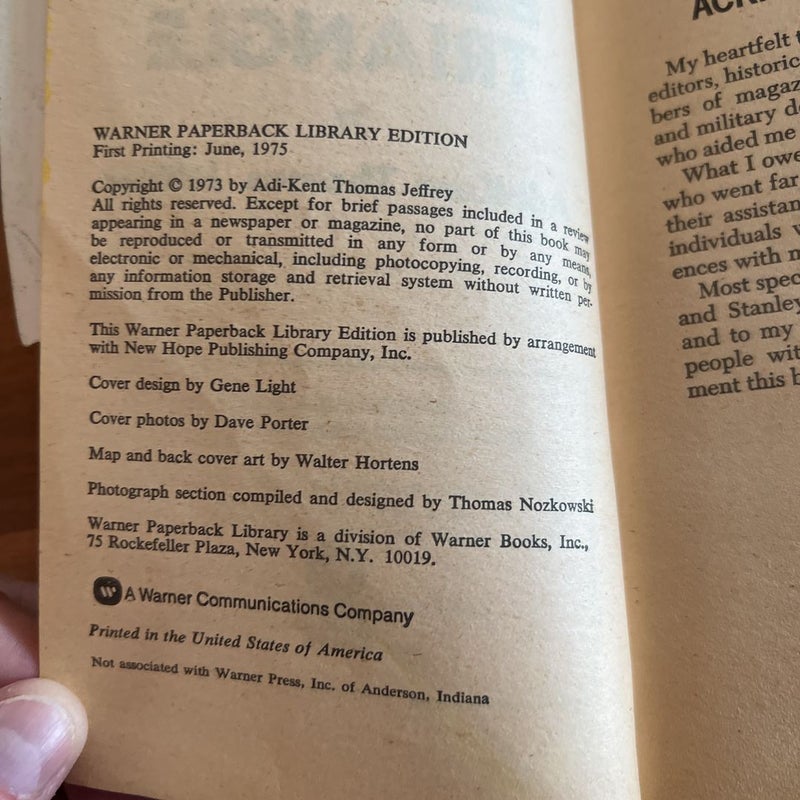 WARNER PAPERBACK LIBRARY EDITION
First Printing: June, 1975
Copyright © 1973 by Adi-Kent Thomas Jeffrey
All rights reserved. Except for brief passages included in a review
appearing in a newspaper or magazine, no part of this book may
be reproduced or transmitted in any form or by any means,
electronic or mechanical, including photocopying, recording, or by
any information storage and retrieval system without written per-
mission from the Publisher.
This Warner Paperback Library Edition is published by arrangement
with New Hope Publishing Company, Inc.
Cover design by Gene Light
Cover photos by Dave Porter
Map and back cover art by Walter Hortens
Photograph section compiled and designed by Thomas Nozkowski
Warner Paperback Library is a division of Warner Books, Inc.,
75 Rockefeller Plaza, New York, N.Y. 10019.
A Warner Communications Company
Printed in the United States of America
Not associated with Warner Press, Inc. of Anderson, Indiana
My heartfelt
editors,
bers of
and military
who aided me
What I owe
who went far
their
individuals
ences with
Most
and Stanley
and to my
people
ment this